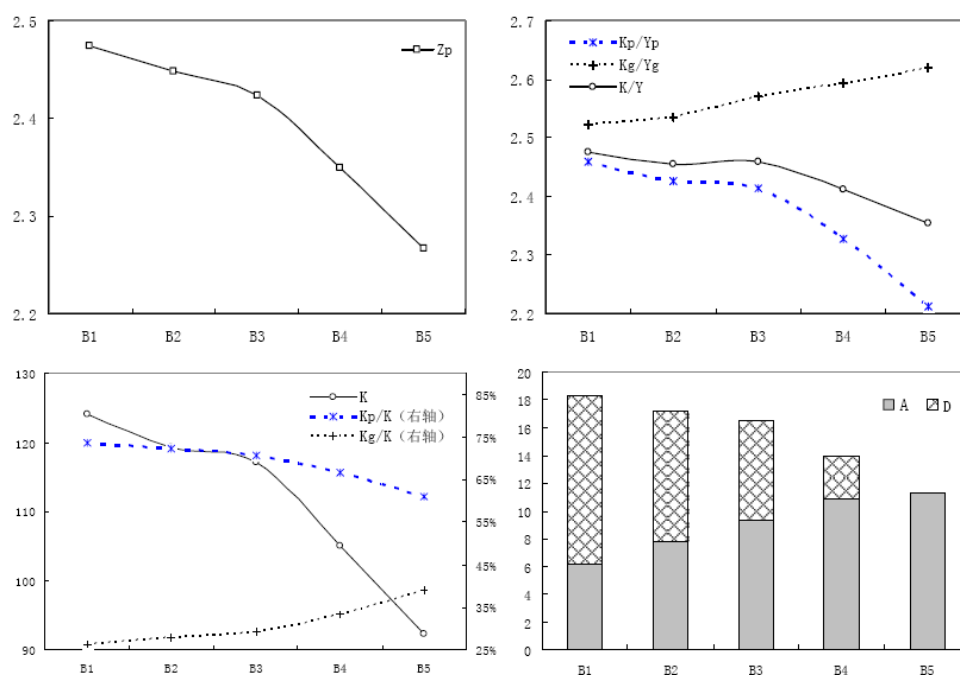 2.5
2.4
2.3
2.2
Zp
B1 B2 B3 B4 B5
2.7
2.6
2.5
2.4
2.3
2.2
Kp/Yp
Kg/Yg
K/Y
B1 B2 B3 B4 B5
130
120
110
100
90
K
Kp/K（右轴）
Kg/K（右轴）
85%
75%
65%
55%
45%
35%
25%
B1 B2 B3 B4 B5
20
18
16
14
12
10
8
6
4
2
0
A D
B1 B2 B3 B4 B5